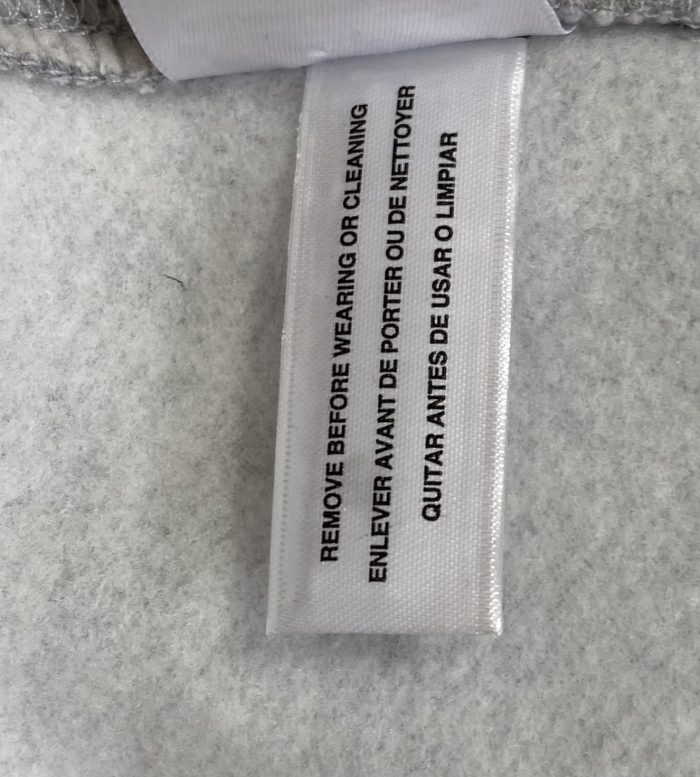 REMOVE BEFORE WEARING OR CLEANING
ENLEVER AVANT DE PORTER OU DE NETTOYER
QUITAR ANTES DE USAR O LIMPIAR